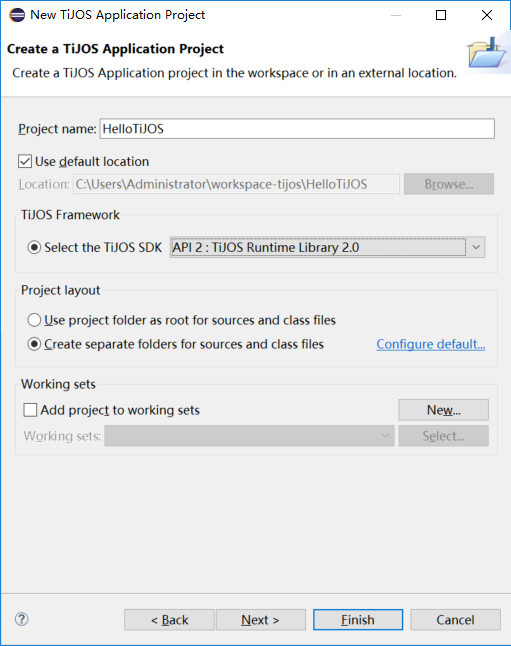 New TiJOS Application Project
Create a TiJOS Application Project
Create a TiJOS Application project in the workspace or in an external location.
Project name: HelloTiJOS
Use default location
Location: C:\Users\Administrator\workspace-tijos\HelloTiJOS Browse...
TiJOS Framework
Select the TiJOS SDK API 2 : TiJOS Runtime Library 2.0
Project layout
Use project folder as root for sources and class files
Create separate folders for sources and class files Configure default...
Working sets
Add project to working sets New...
Working sets: Select...
? < Back Next > Finish Cancel